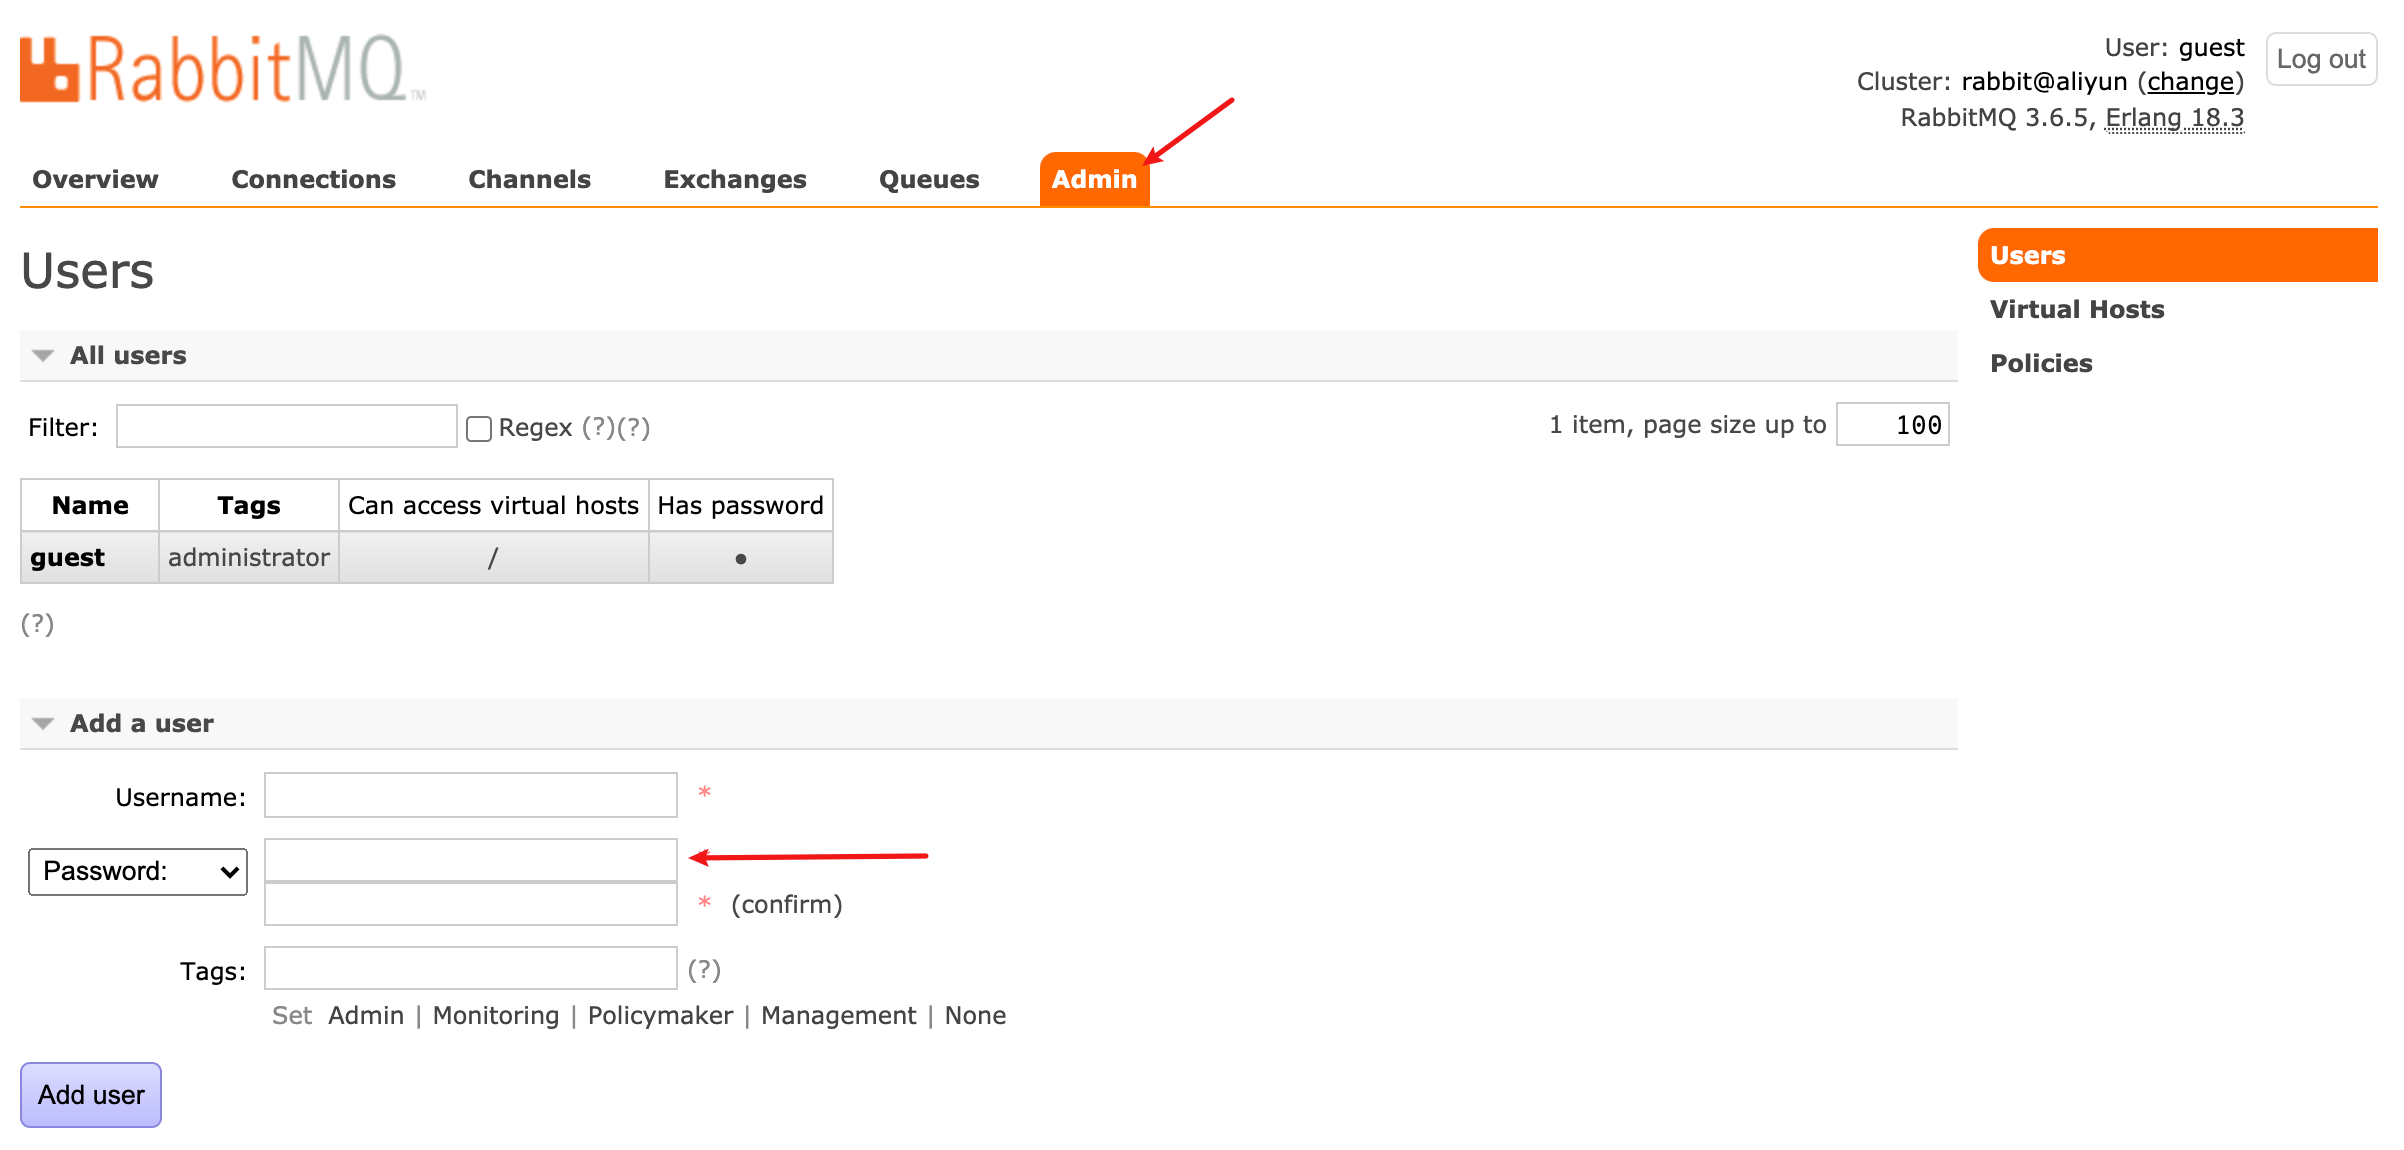 RabbitMQ™
User: guest
Cluster: rabbit@aliyun (change)
RabbitMQ 3.6.5, Erlang 18.3
Log out
Overview Connections Channels Exchanges Queues Admin
Users
Users
Virtual Hosts
Policies
All users
Filter: Regex (?)(?) 1 item, page size up to 100
Name Tags Can access virtual hosts Has password
guest administrator / •
(?)
Add a user
Username: *
Password:
* (confirm)
Tags: (?)
Set Admin | Monitoring | Policymaker | Management | None
Add user